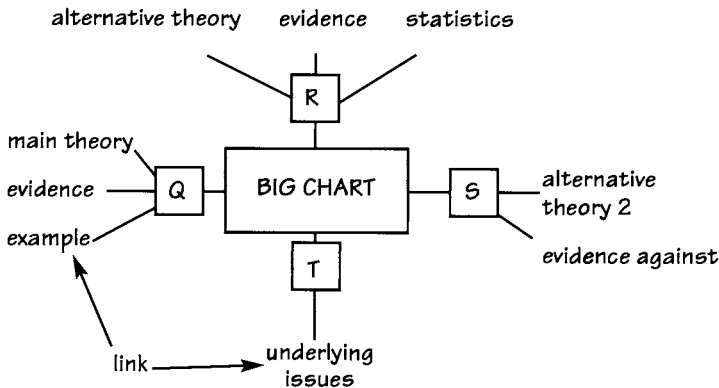 alternative theory evidence statistics
R
main theory
evidence Q BIG CHART S alternative
theory 2
example
evidence against
T
link underlying
issues